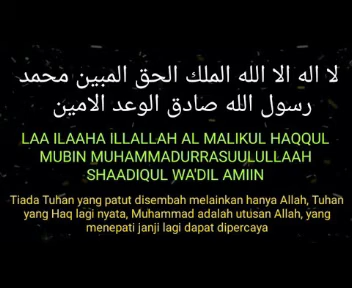 لا اله الا الله الملك الحق المبين محمد
رسول الله صادق الوعد الامين
LAA ILAAHA ILLALLAH AL MALIKUL HAQQUL
MUBIN MUHAMMADURRASUULULLAAH
SHAADIQUL WA'DIL AMIIN
Tiada Tuhan yang patut disembah melainkan hanya Allah, Tuhan
yang Haq lagi nyata, Muhammad adalah utusan Allah, yang
menepati janji lagi dapat dipercaya